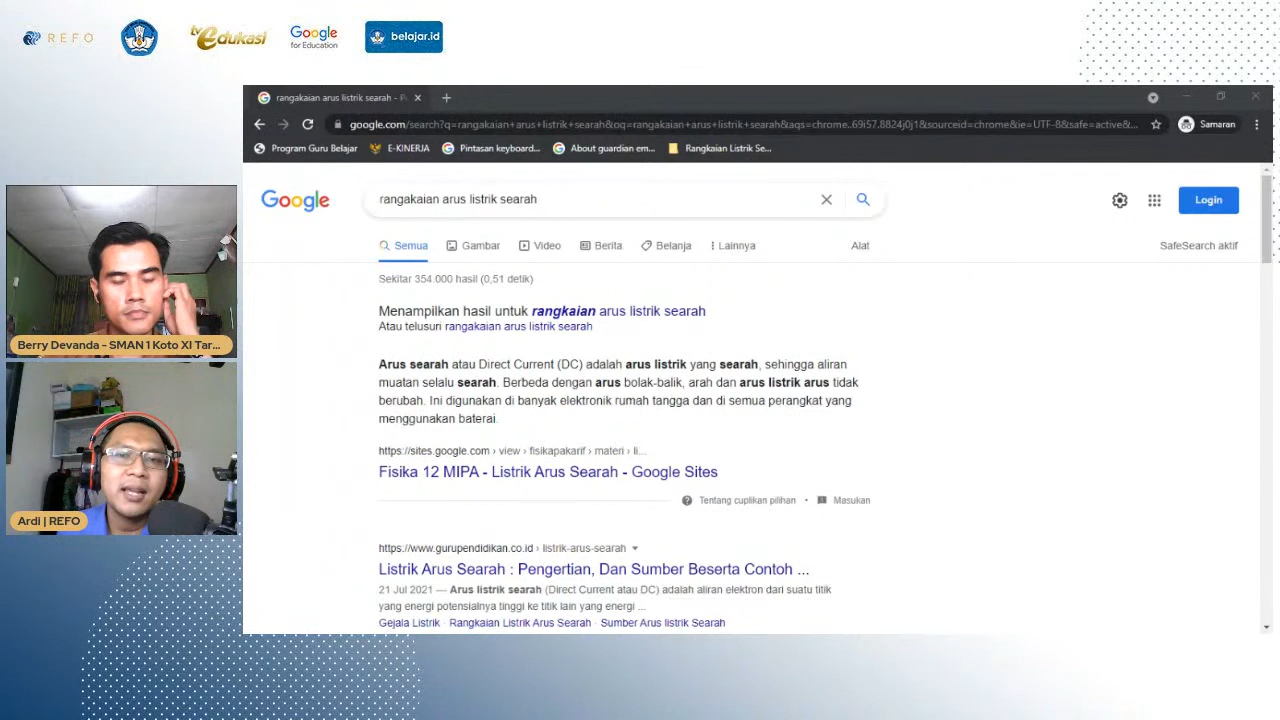 REFO
tv edukasi
Google
for Education
belajar.id
rangakaian arus listrik searah - P
google.com/search?q=rangakaian+arus+listrik+searah&oq=rangakaian+arus+listrik+searah&aqs=chrome..69i57.8824j0j1&sourceid=chrome&ie=UTF-8&safe=active&...
Samaran
Program Guru Belajar
E-KINERJA
Pintasan keyboard...
About guardian em...
Rangkaian Listrik Se...
Google
rangakaian arus listrik searah
Login
Semua
Gambar
Video
Berita
Belanja
Lainnya
Alat
SafeSearch aktif
Sekitar 354.000 hasil (0,51 detik)
Menampilkan hasil untuk rangkaian arus listrik searah
Atau telusuri rangakaian arus listrik searah
Arus searah atau Direct Current (DC) adalah arus listrik yang searah, sehingga aliran
muatan selalu searah. Berbeda dengan arus bolak-balik, arah dan arus listrik arus tidak
berubah. Ini digunakan di banyak elektronik rumah tangga dan di semua perangkat yang
menggunakan baterai.
https://sites.google.com › view › fisikapakarif › materi › li...
Fisika 12 MIPA - Listrik Arus Searah - Google Sites
Tentang cuplikan pilihan • Masukan
https://www.gurupendidikan.co.id › listrik-arus-searah
Listrik Arus Searah : Pengertian, Dan Sumber Beserta Contoh ...
21 Jul 2021 — Arus listrik searah (Direct Current atau DC) adalah aliran elektron dari suatu titik
yang energi potensialnya tinggi ke titik lain yang energi ...
Gejala Listrik · Rangkaian Listrik Arus Searah · Sumber Arus listrik Searah
Berry Devanda - SMAN 1 Koto XI Tar...
Ardi | REFO